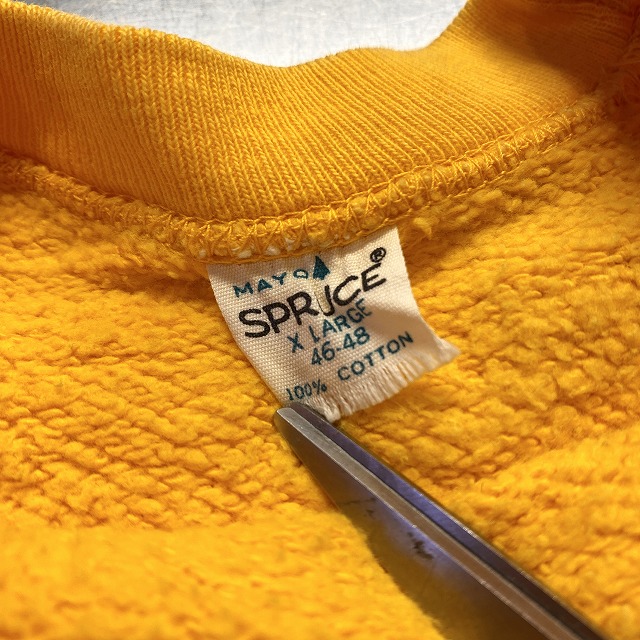 MAYO
SPRUCE®
X LARGE
46-48
100% COTTON